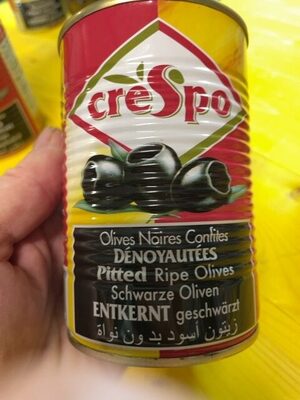 creSpo
Olives Noires Confites
DÉNOYAUTÉES
Pitted Ripe Olives
Schwarze Oliven
ENTKERNT geschwärzt
زيتون أسود بدون نواة